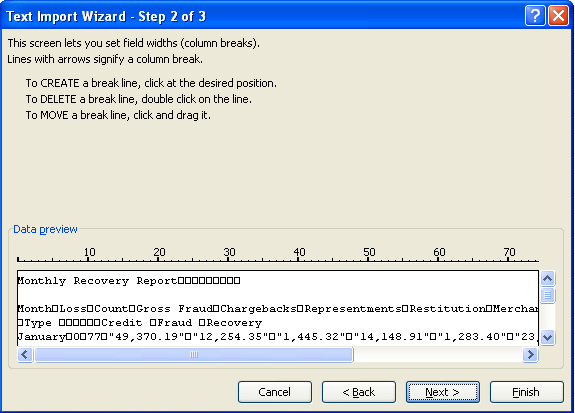 Text Import Wizard - Step 2 of 3
This screen lets you set field widths (column breaks).
Lines with arrows signify a column break.
To CREATE a break line, click at the desired position.
To DELETE a break line, double click on the line.
To MOVE a break line, click and drag it.
Data preview
10 20 30 40 50 60 70
Monthly Recovery Report□□□□□□□□□
Month□Loss□Count□Gross Fraud□Chargebacks□Representments□Restitution□Merchan
□Type □□□□□□Credit □Fraud □Recovery
January□0□77□"49,370.19"□"12,254.35"□"1,445.32"□"14,148.91"□"1,283.40"□"23,
Cancel
< Back
Next >
Finish